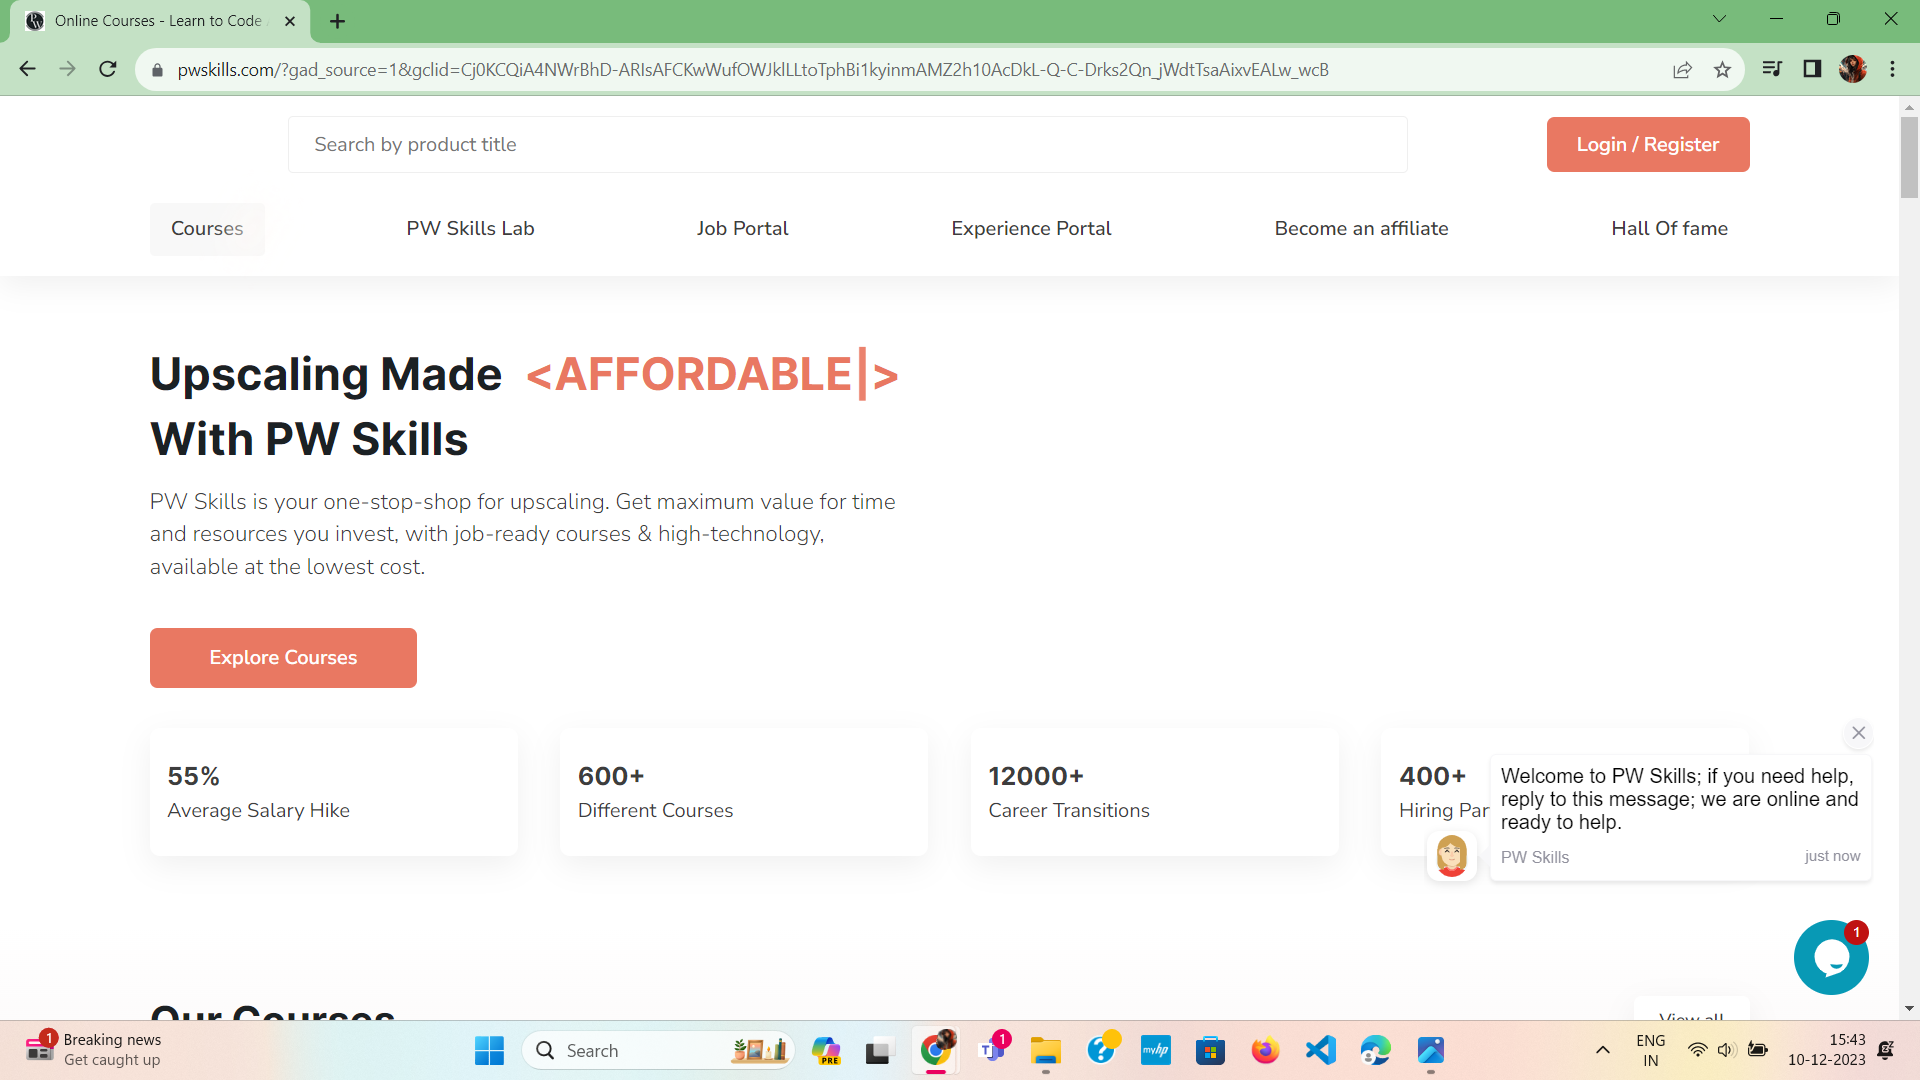 Online Courses - Learn to Code
pwskills.com/?gad_source=1&gclid=Cj0KCQiA4NWrBhD-ARIsAFCKwWufOWJklLLtoTphBi1kyinmAMZ2h10AcDkL-Q-C-Drks2Qn_jWdtTsaAixvEALw_wcB
Search by product title
Login / Register
Courses
PW Skills Lab
Job Portal
Experience Portal
Become an affiliate
Hall Of fame
Upscaling Made <AFFORDABLE|>
With PW Skills
PW Skills is your one-stop-shop for upscaling. Get maximum value for time
and resources you invest, with job-ready courses & high-technology,
available at the lowest cost.
Explore Courses
55%
Average Salary Hike
600+
Different Courses
12000+
Career Transitions
400+
Hiring Par
Welcome to PW Skills; if you need help,
reply to this message; we are online and
ready to help.
PW Skills
just now
1
Our Courses
View all
1
Breaking news
Get caught up
Search
PRE
T
1
?
myhp
ENG
IN
15:43
10-12-2023